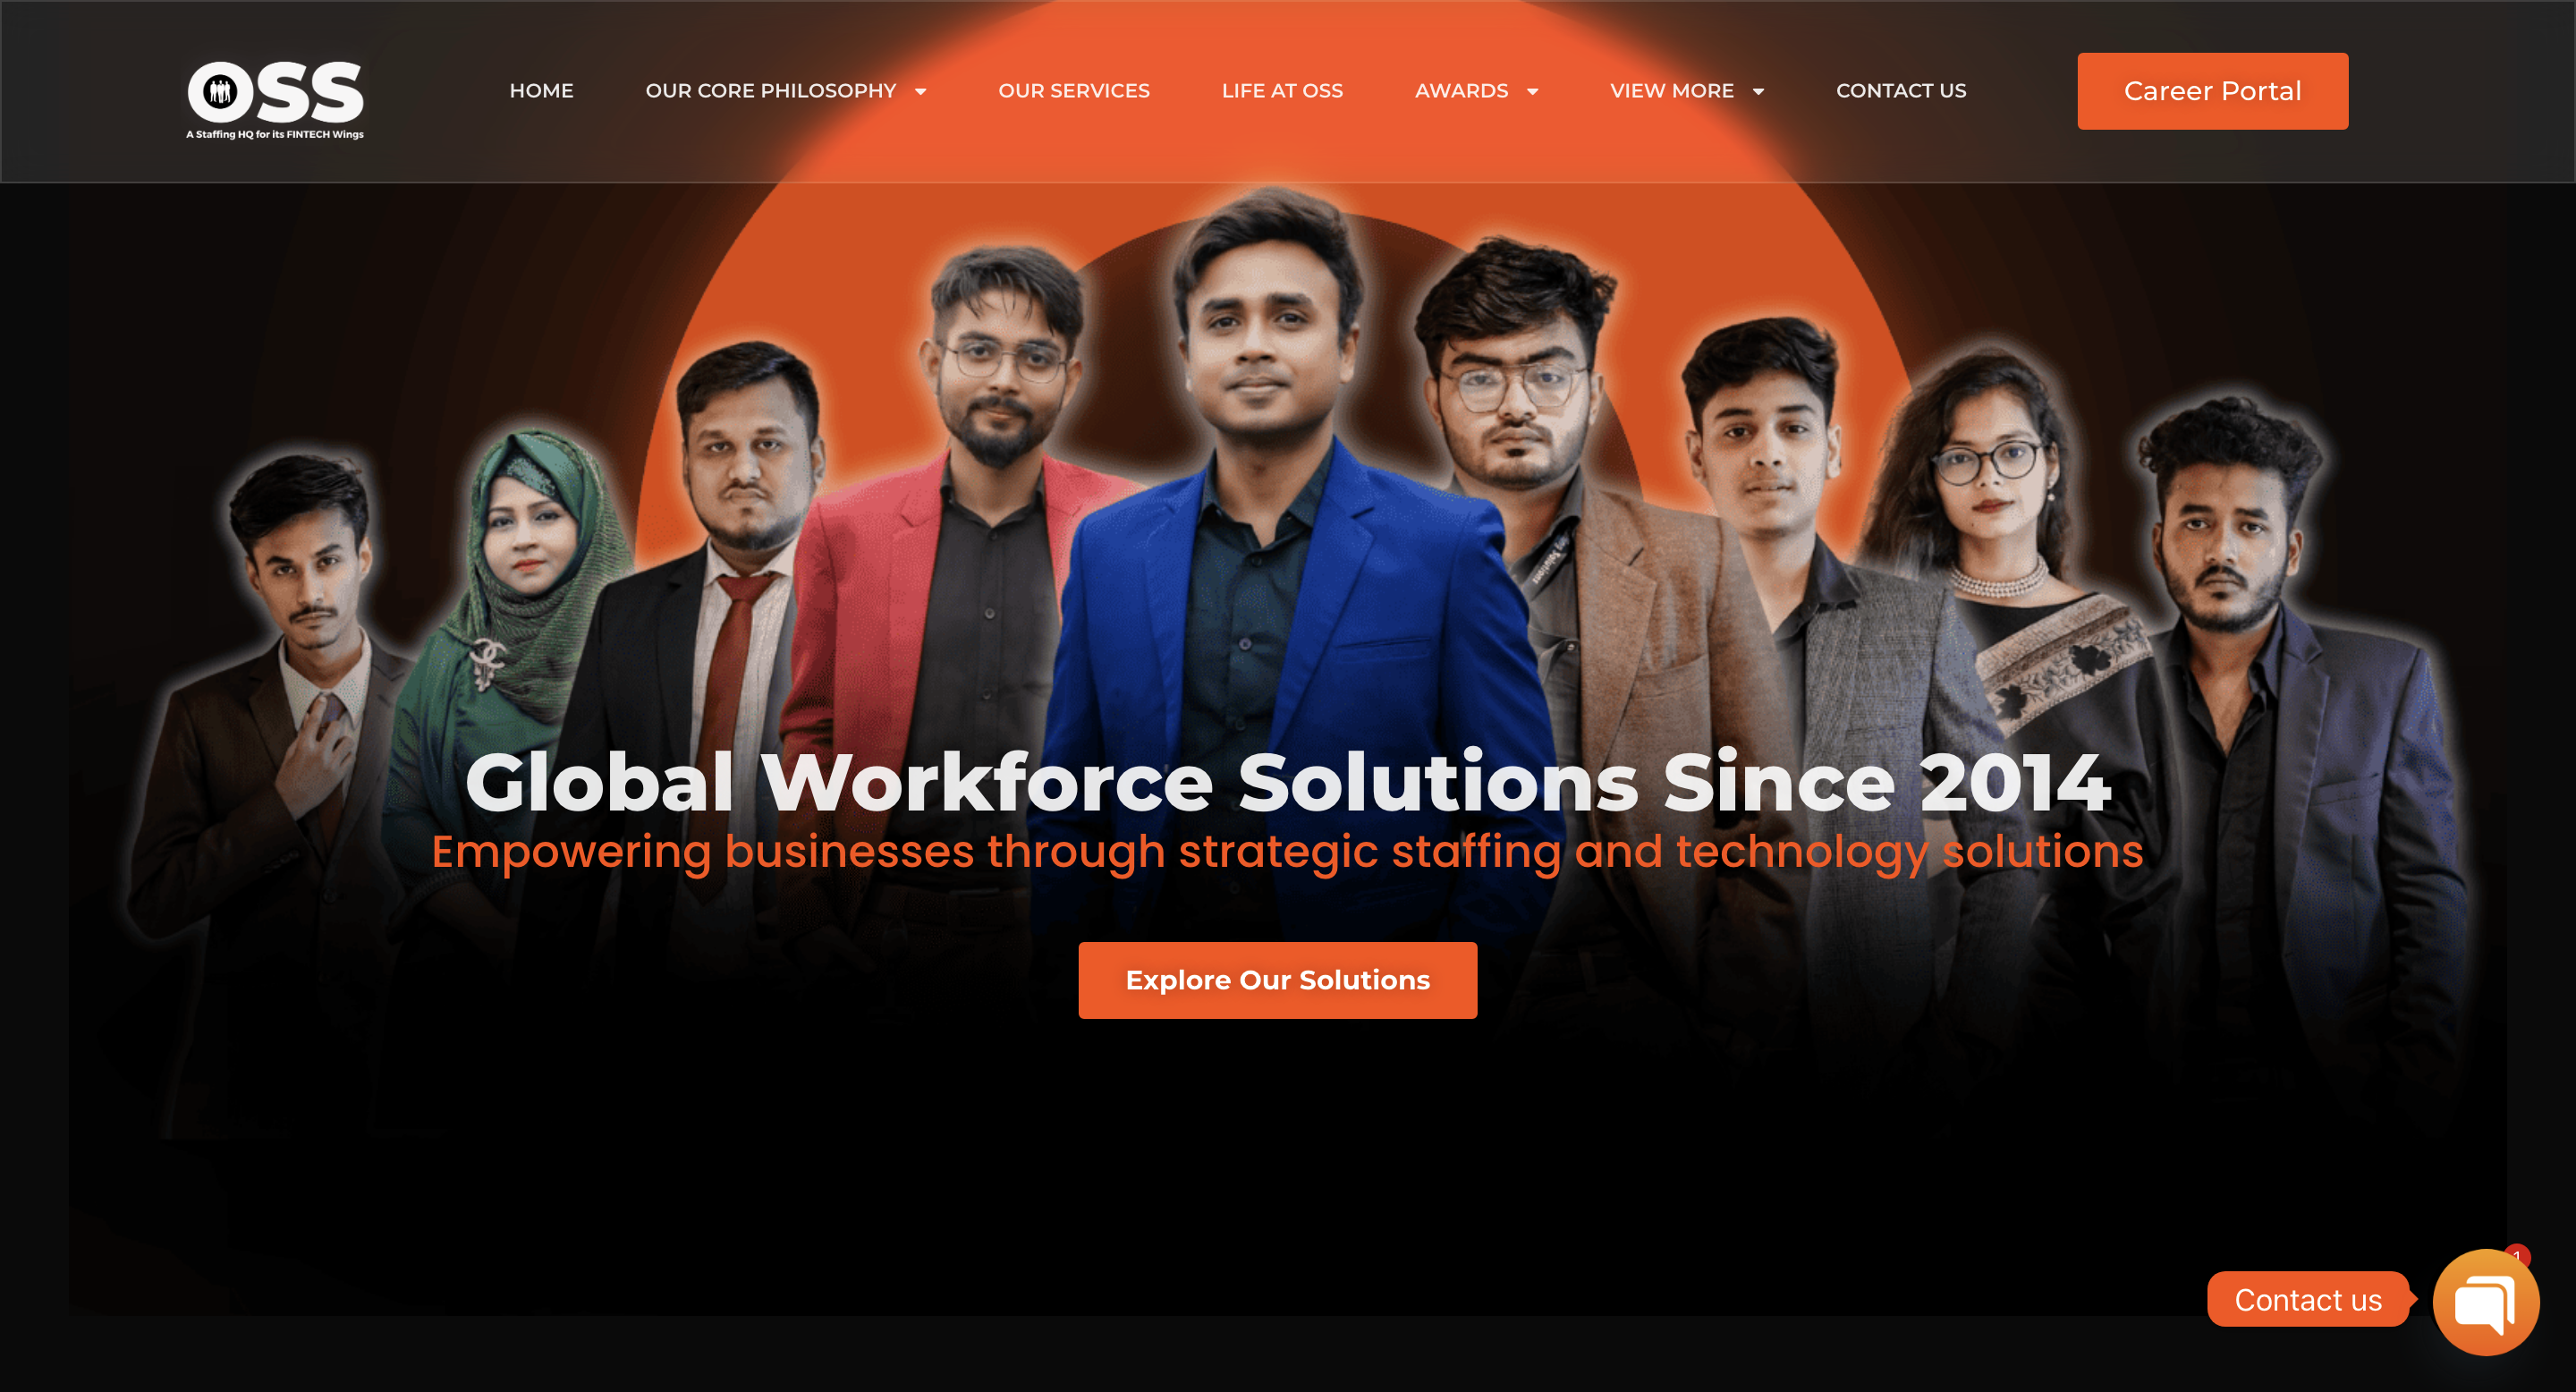 OSS
A Staffing HQ for its FINTECH Wings
HOME
OUR CORE PHILOSOPHY
OUR SERVICES
LIFE AT OSS
AWARDS
VIEW MORE
CONTACT US
Career Portal
Global Workforce Solutions Since 2014
Empowering businesses through strategic staffing and technology solutions
Explore Our Solutions
1
Contact us